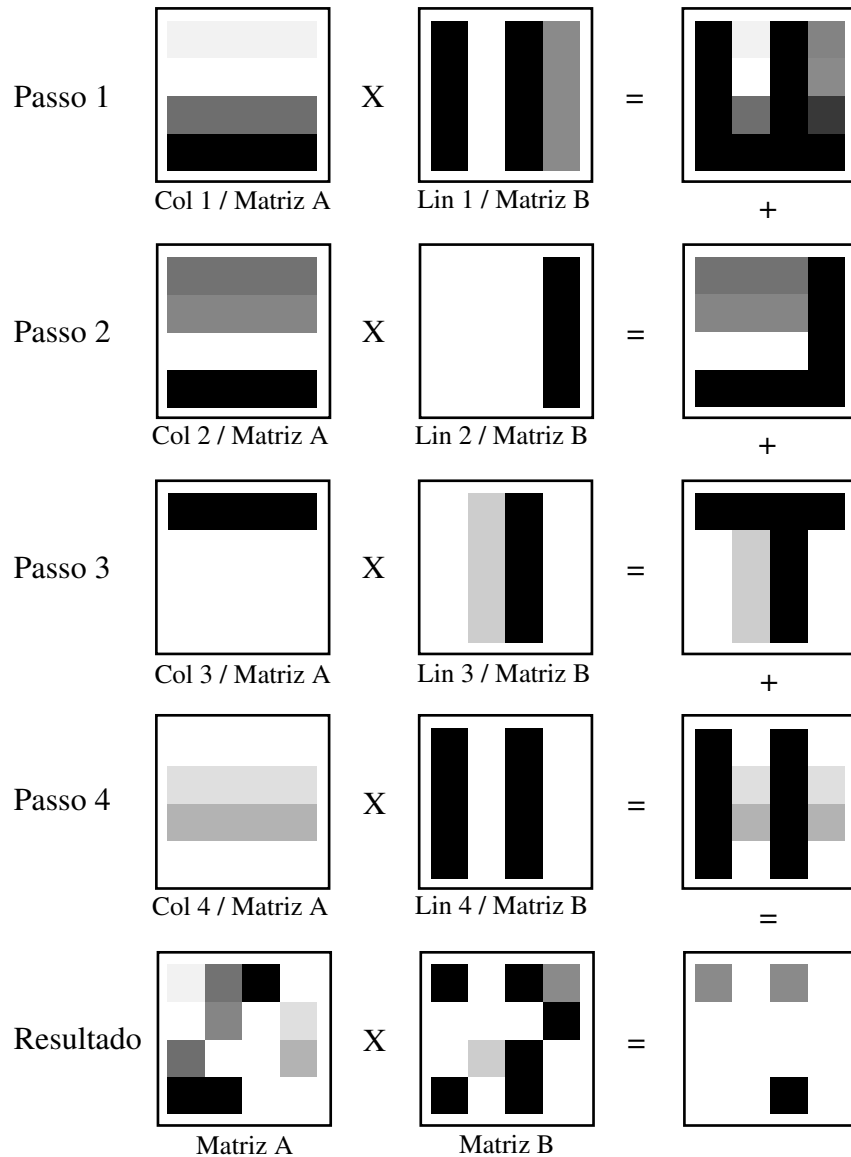 Passo 1 X =
Col 1 / Matriz A Lin 1 / Matriz B +
Passo 2 X =
Col 2 / Matriz A Lin 2 / Matriz B +
Passo 3 X =
Col 3 / Matriz A Lin 3 / Matriz B +
Passo 4 X =
Col 4 / Matriz A Lin 4 / Matriz B =
Resultado X =
Matriz A Matriz B